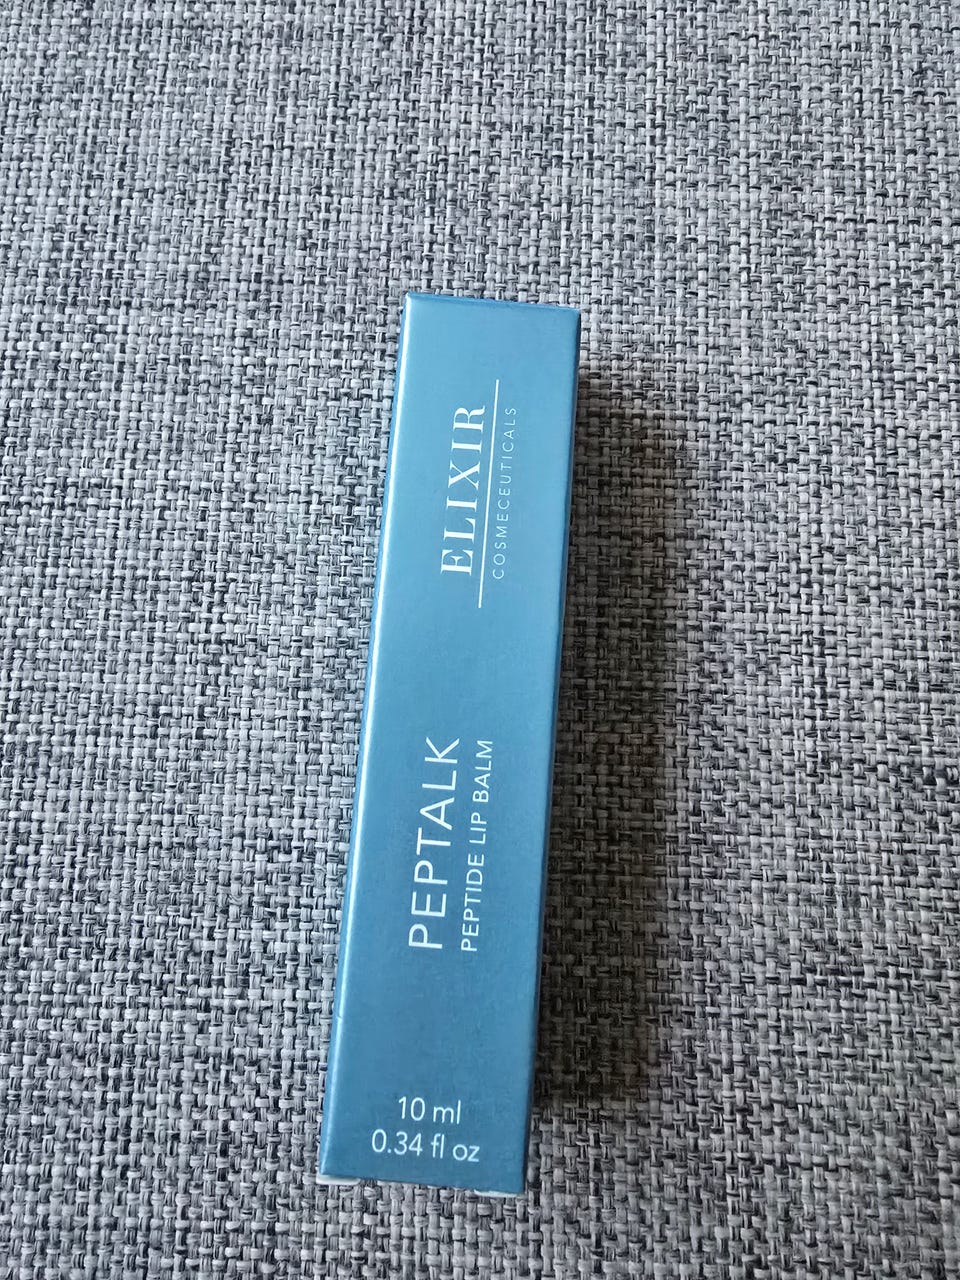 ELIXIR
COSMECEUTICALS
PEPTALK
PEPTIDE LIP BALM
10 ml
0.34 fl oz